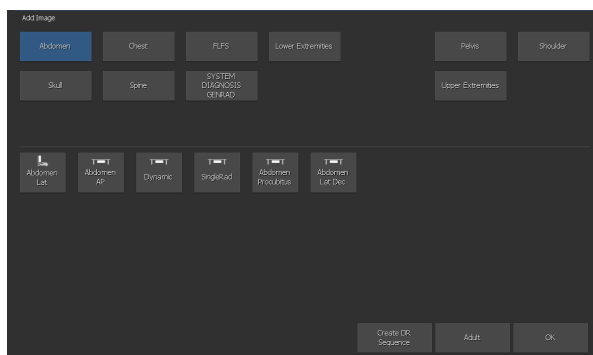 Add Image
Abdomen
Chest
FLFS
Lower Extremities
Pelvis
Shoulder
Skull
Spine
SYSTEM
DIAGNOSIS
GENRAD
Upper Extremities
Abdomen
Lat
Abdomen
AP
Dynamic
SingleRad
Abdomen
Procubitus
Abdomen
Lat Dec
Create DR
Sequence
Adult
OK